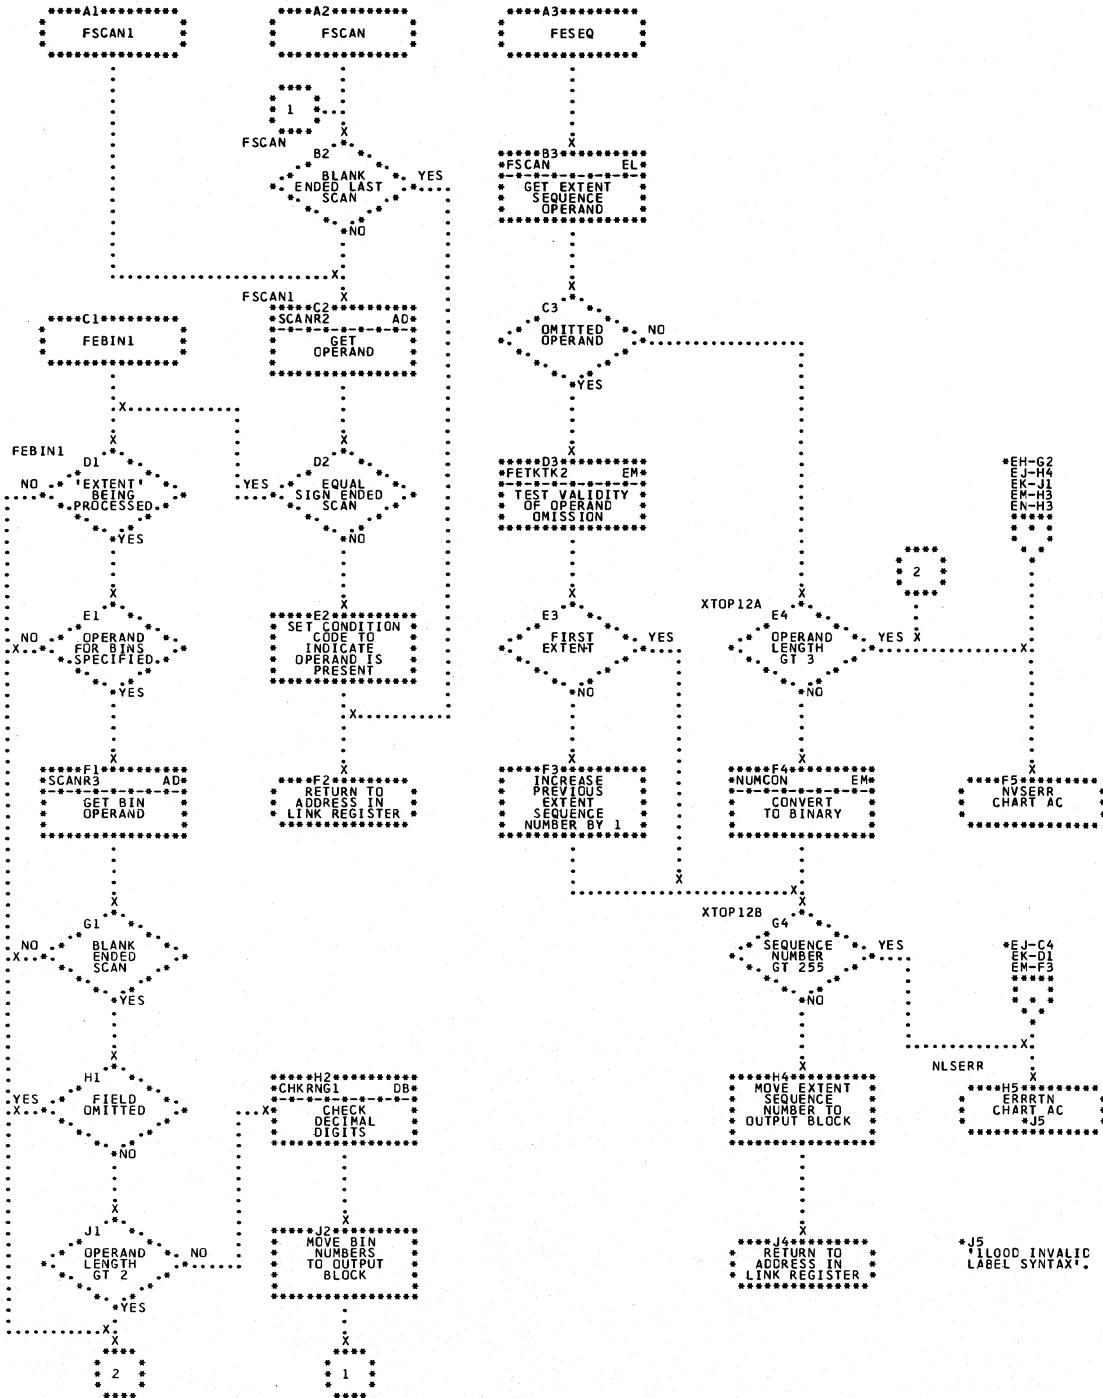 A1
FSCAN1
A2
FSCAN
A3
FESEQ
1
FSCAN
B2
BLANK
ENDED LAST
SCAN
YES
NO
B3
FSCAN EL
GET EXTENT
SEQUENCE
OPERAND
FSCAN1
C1
FEBIN1
C2
SCANR2 AD
GET
OPERAND
C3
OMITTED
OPERAND
NO
YES
FEBIN1
D1
'EXTENT'
BEING
PROCESSED
NO
YES
D2
EQUAL
SIGN ENDED
SCAN
YES
NO
D3
FETKTK2 EM
TEST VALIDITY
OF OPERAND
OMISSION
*EH-G2
EJ-H4
EK-J1
EM-H3
EN-H3
2
E1
OPERAND
FOR BINS
SPECIFIED
NO
YES
E2
SET CONDITION
CODE TO
INDICATE
OPERAND IS
PRESENT
E3
FIRST
EXTENT
YES
NO
XTOP12A
E4
OPERAND
LENGTH
GT 3
YES
NO
F1
SCANR3 AD
GET BIN
OPERAND
F2
RETURN TO
ADDRESS IN
LINK REGISTER
F3
INCREASE
PREVIOUS
EXTENT
SEQUENCE
NUMBER BY 1
F4
NUMCON EM
CONVERT
TO BINARY
F5
NVSERR
CHART AC
G1
BLANK
ENDED
SCAN
NO
YES
XTOP12B
G4
SEQUENCE
NUMBER
GT 255
YES
NO
*EJ-C4
EK-D1
EM-F3
H1
FIELD
OMITTED
YES
NO
H2
CHKRNG1 DB
CHECK
DECIMAL
DIGITS
H4
MOVE EXTENT
SEQUENCE
NUMBER TO
OUTPUT BLOCK
NLSERR
H5
ERRRTN
CHART AC
*J5
J1
OPERAND
LENGTH
GT 2
NO
YES
J2
MOVE BIN
NUMBERS
TO OUTPUT
BLOCK
J4
RETURN TO
ADDRESS IN
LINK REGISTER
*J5
'1LOOD INVALID
LABEL SYNTAX'.
2
1